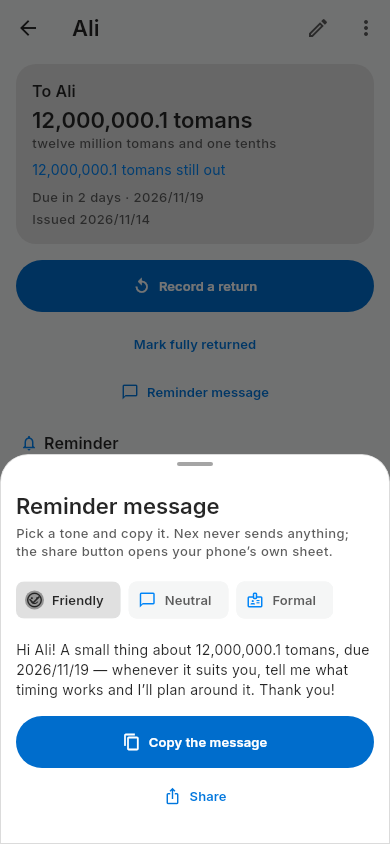 Ali
To Ali
12,000,000.1 tomans
twelve million tomans and one tenths
12,000,000.1 tomans still out
Due in 2 days · 2026/11/19
Issued 2026/11/14
Record a return
Mark fully returned
Reminder message
Reminder
Reminder message
Pick a tone and copy it. Nex never sends anything;
the share button opens your phone’s own sheet.
Friendly
Neutral
Formal
Hi Ali! A small thing about 12,000,000.1 tomans, due
2026/11/19 — whenever it suits you, tell me what
timing works and I’ll plan around it. Thank you!
Copy the message
Share